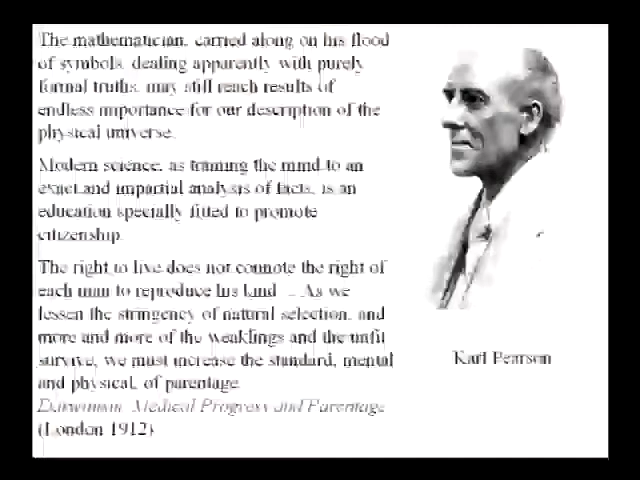 The mathematician, carried along on his flood
of symbols, dealing apparently with purely
formal truths, may still reach results of
endless importance for our description of the
physical universe.
Modern science, as training the mind to an
exact and impartial analysis of facts, is an
education specially fitted to promote
citizenship.
The right to live does not connote the right of
each man to reproduce his kind ... As we
lessen the stringency of natural selection, and
more and more of the weaklings and the unfit
survive, we must increase the standard, mental
and physical, of parentage.
Darwinism, Medical Progress and Parentage
(London 1912)
Karl Pearson